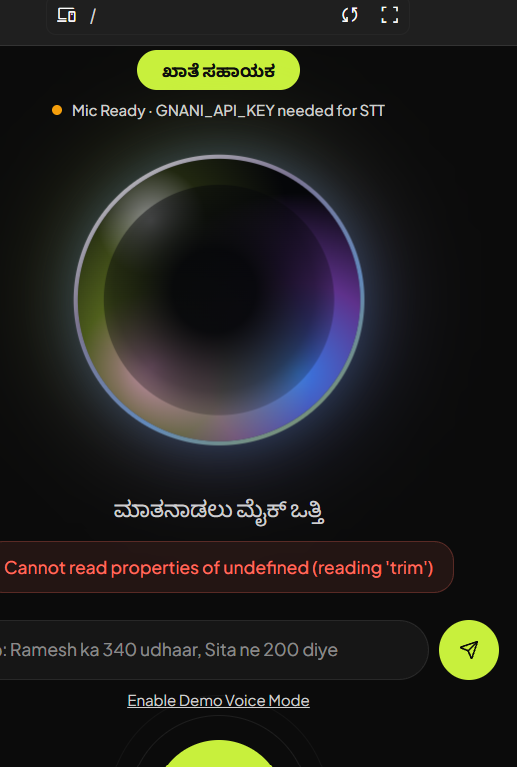 /
ಖಾತೆ ಸಹಾಯಕ
Mic Ready · GNANI_API_KEY needed for STT
ಮಾತನಾಡಲು ಮೈಕ್ ಒತ್ತಿ
Cannot read properties of undefined (reading 'trim')
: Ramesh ka 340 udhaar, Sita ne 200 diye
Enable Demo Voice Mode